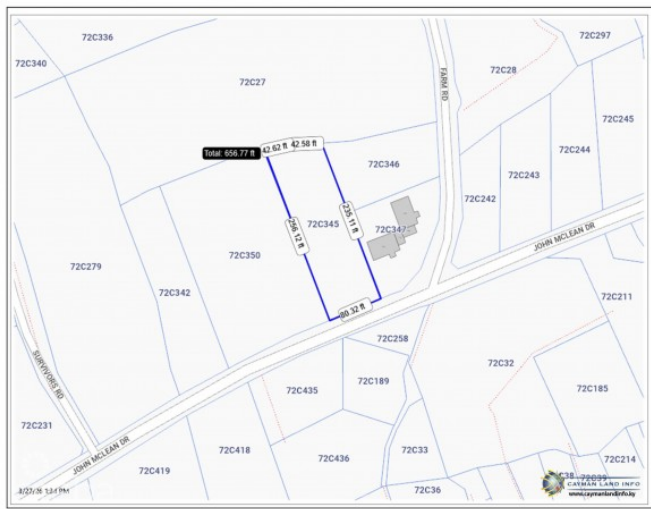 72C336
72C297
72C340
72C27
72C28
FARM RD
72C245
72C244
Total: 656.77 ft
42.62 ft
42.58 ft
72C346
72C243
72C242
72C345
235.11 ft
72C347
JOHN MCLEAN DR
72C350
72C279
72C342
80.32 ft
72C211
72C258
72C32
SURVIVORS RD
72C435
72C189
72C185
72C231
JOHN MCLEAN DR
72C418
72C436
72C33
72C214
72C419
72C36
CAYMAN LAND INFO
www.caymanlandinfo.ky